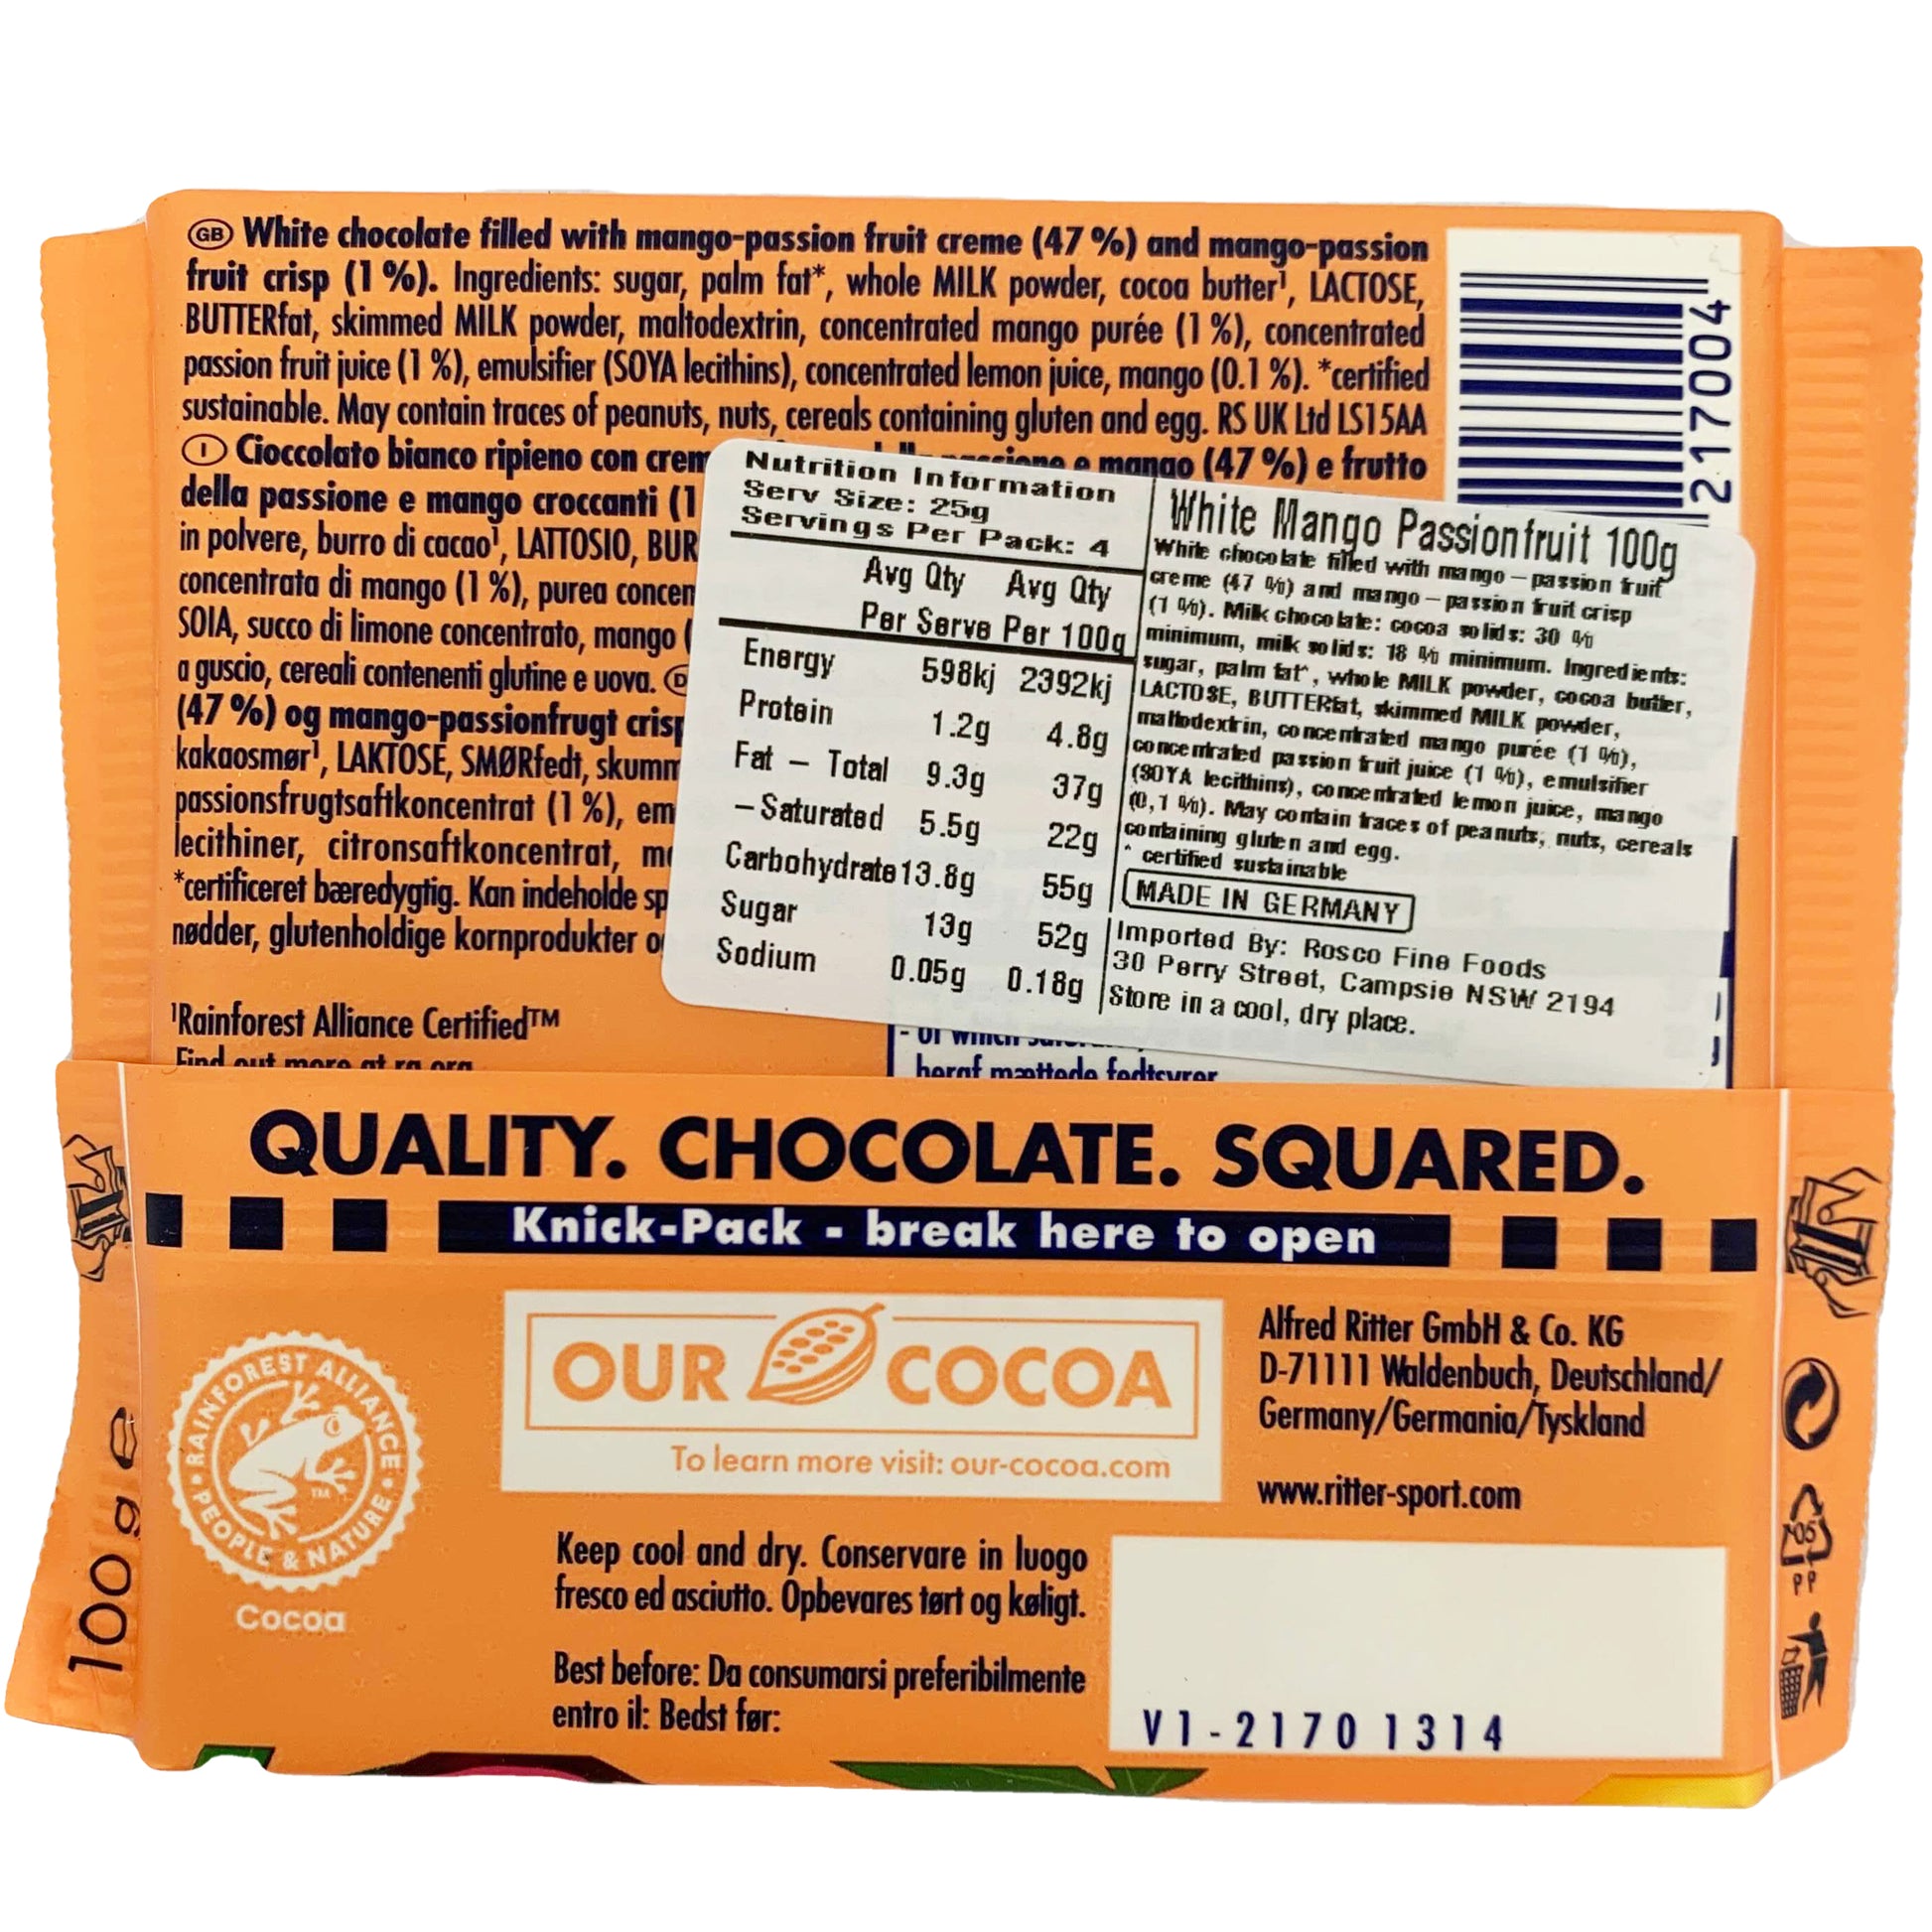 GB White chocolate filled with mango-passion fruit creme (47 %) and mango-passion
fruit crisp (1 %). Ingredients: sugar, palm fat*, whole MILK powder, cocoa butter¹, LACTOSE,
BUTTERfat, skimmed MILK powder, maltodextrin, concentrated mango purée (1 %), concentrated
passion fruit juice (1 %), emulsifier (SOYA lecithins), concentrated lemon juice, mango (0.1 %). *certified
sustainable. May contain traces of peanuts, nuts, cereals containing gluten and egg. RS UK Ltd LS15AA
I Cioccolato bianco ripieno con crem
e mango (47 %) e frutto
della passione e mango croccanti (1
in polvere, burro di cacao¹, LATTOSIO, BUR
concentrata di mango (1 %), purea concen
SOIA, succo di limone concentrato, mango (
a guscio, cereali contenenti glutine e uova. D
(47 %) og mango-passionfrugt crisp
kakaosmør¹, LAKTOSE, SMØRfedt, skumm
passionsfrugtsaftkoncentrat (1 %), em
lecithiner, citronsaftkoncentrat, m
*certificeret bæredygtig. Kan indeholde sp
nødder, glutenholdige kornprodukter o
¹Rainforest Alliance Certified™
Find out more at ra.org
217004
Nutrition Information
Serv Size: 25g
Servings Per Pack: 4
Avg Qty Avg Qty
Per Serve Per 100g
Energy 598kj 2392kj
Protein 1.2g 4.8g
Fat - Total 9.3g 37g
- Saturated 5.5g 22g
Carbohydrate 13.8g 55g
Sugar 13g 52g
Sodium 0.05g 0.18g
White Mango Passionfruit 100g
White chocolate filled with mango-passion fruit
creme (47 %) and mango-passion fruit crisp
(1 %). Milk chocolate: cocoa solids: 30 %
minimum, milk solids: 18 % minimum. Ingredients:
sugar, palm fat^, whole MILK powder, cocoa butter,
LACTOSE, BUTTERfat, skimmed MILK powder,
maltodextrin, concentrated mango purée (1 %),
concentrated passion fruit juice (1 %), emulsifier
(SOYA lecithins), concentrated lemon juice, mango
(0,1 %). May contain traces of peanuts, nuts, cereals
containing gluten and egg.
^ certified sustainable
MADE IN GERMANY
Imported By: Rosco Fine Foods
30 Perry Street, Campsie NSW 2194
Store in a cool, dry place.
- of which
heraf mættede fedtsyrer
QUALITY. CHOCOLATE. SQUARED.
Knick-Pack - break here to open
RAINFOREST ALLIANCE
PEOPLE & NATURE
TM
Cocoa
OUR COCOA
To learn more visit: our-cocoa.com
Alfred Ritter GmbH & Co. KG
D-71111 Waldenbuch, Deutschland/
Germany/Germania/Tyskland
www.ritter-sport.com
Keep cool and dry. Conservare in luogo
fresco ed asciutto. Opbevares tørt og køligt.
Best before: Da consumarsi preferibilmente
entro il: Bedst før:
V1-2170 1314
100 g e
05
PP